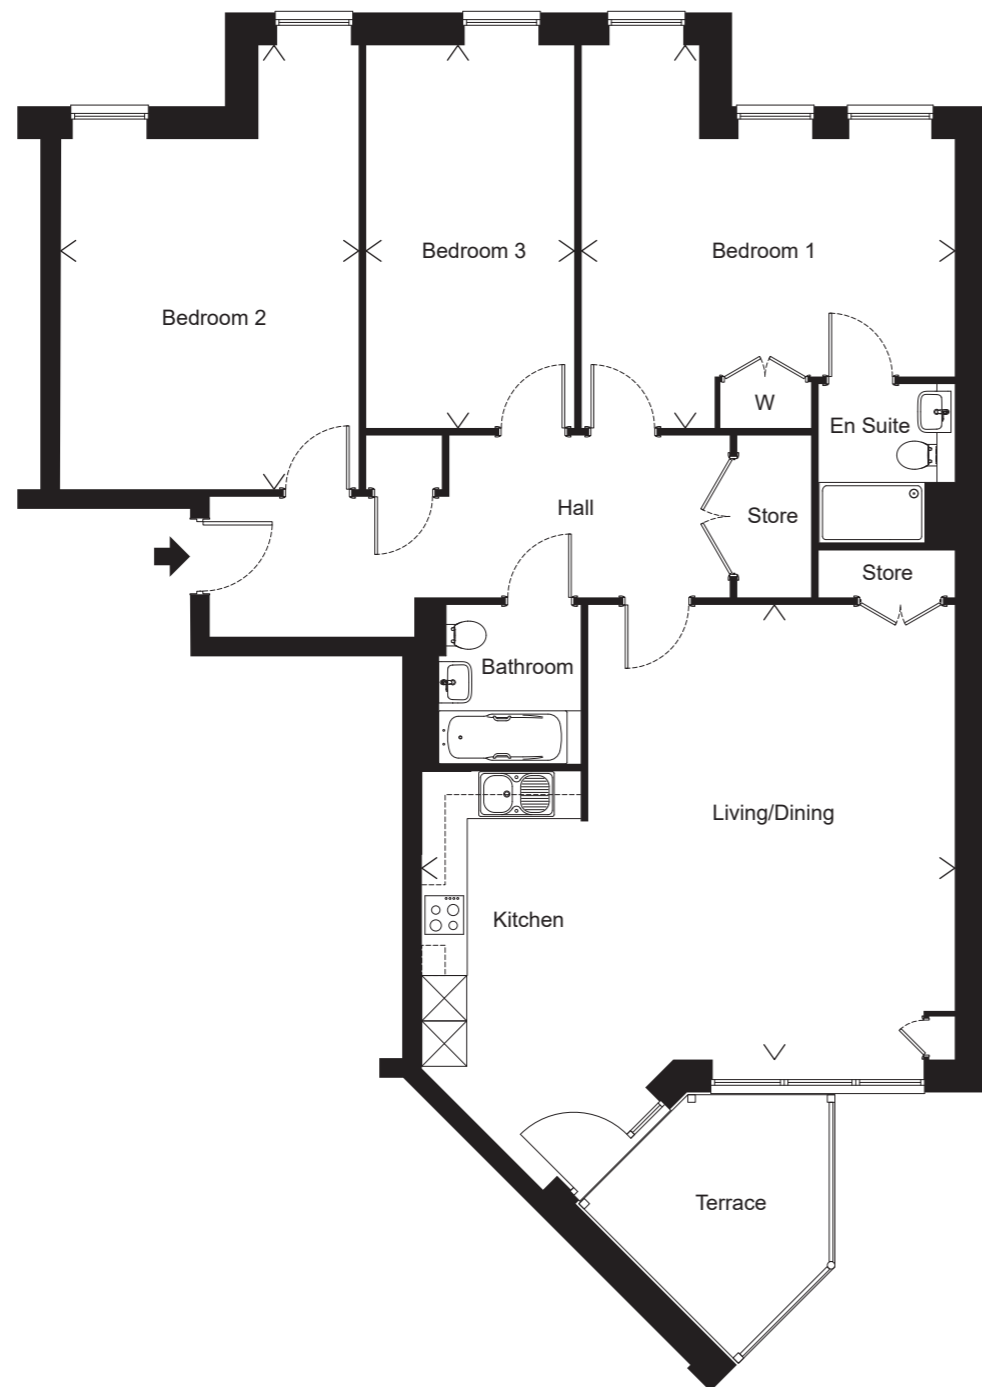 Bedroom 3
Bedroom 1
Bedroom 2
W
En Suite
Hall
Store
Store
Bathroom
Living/Dining
Kitchen
Terrace